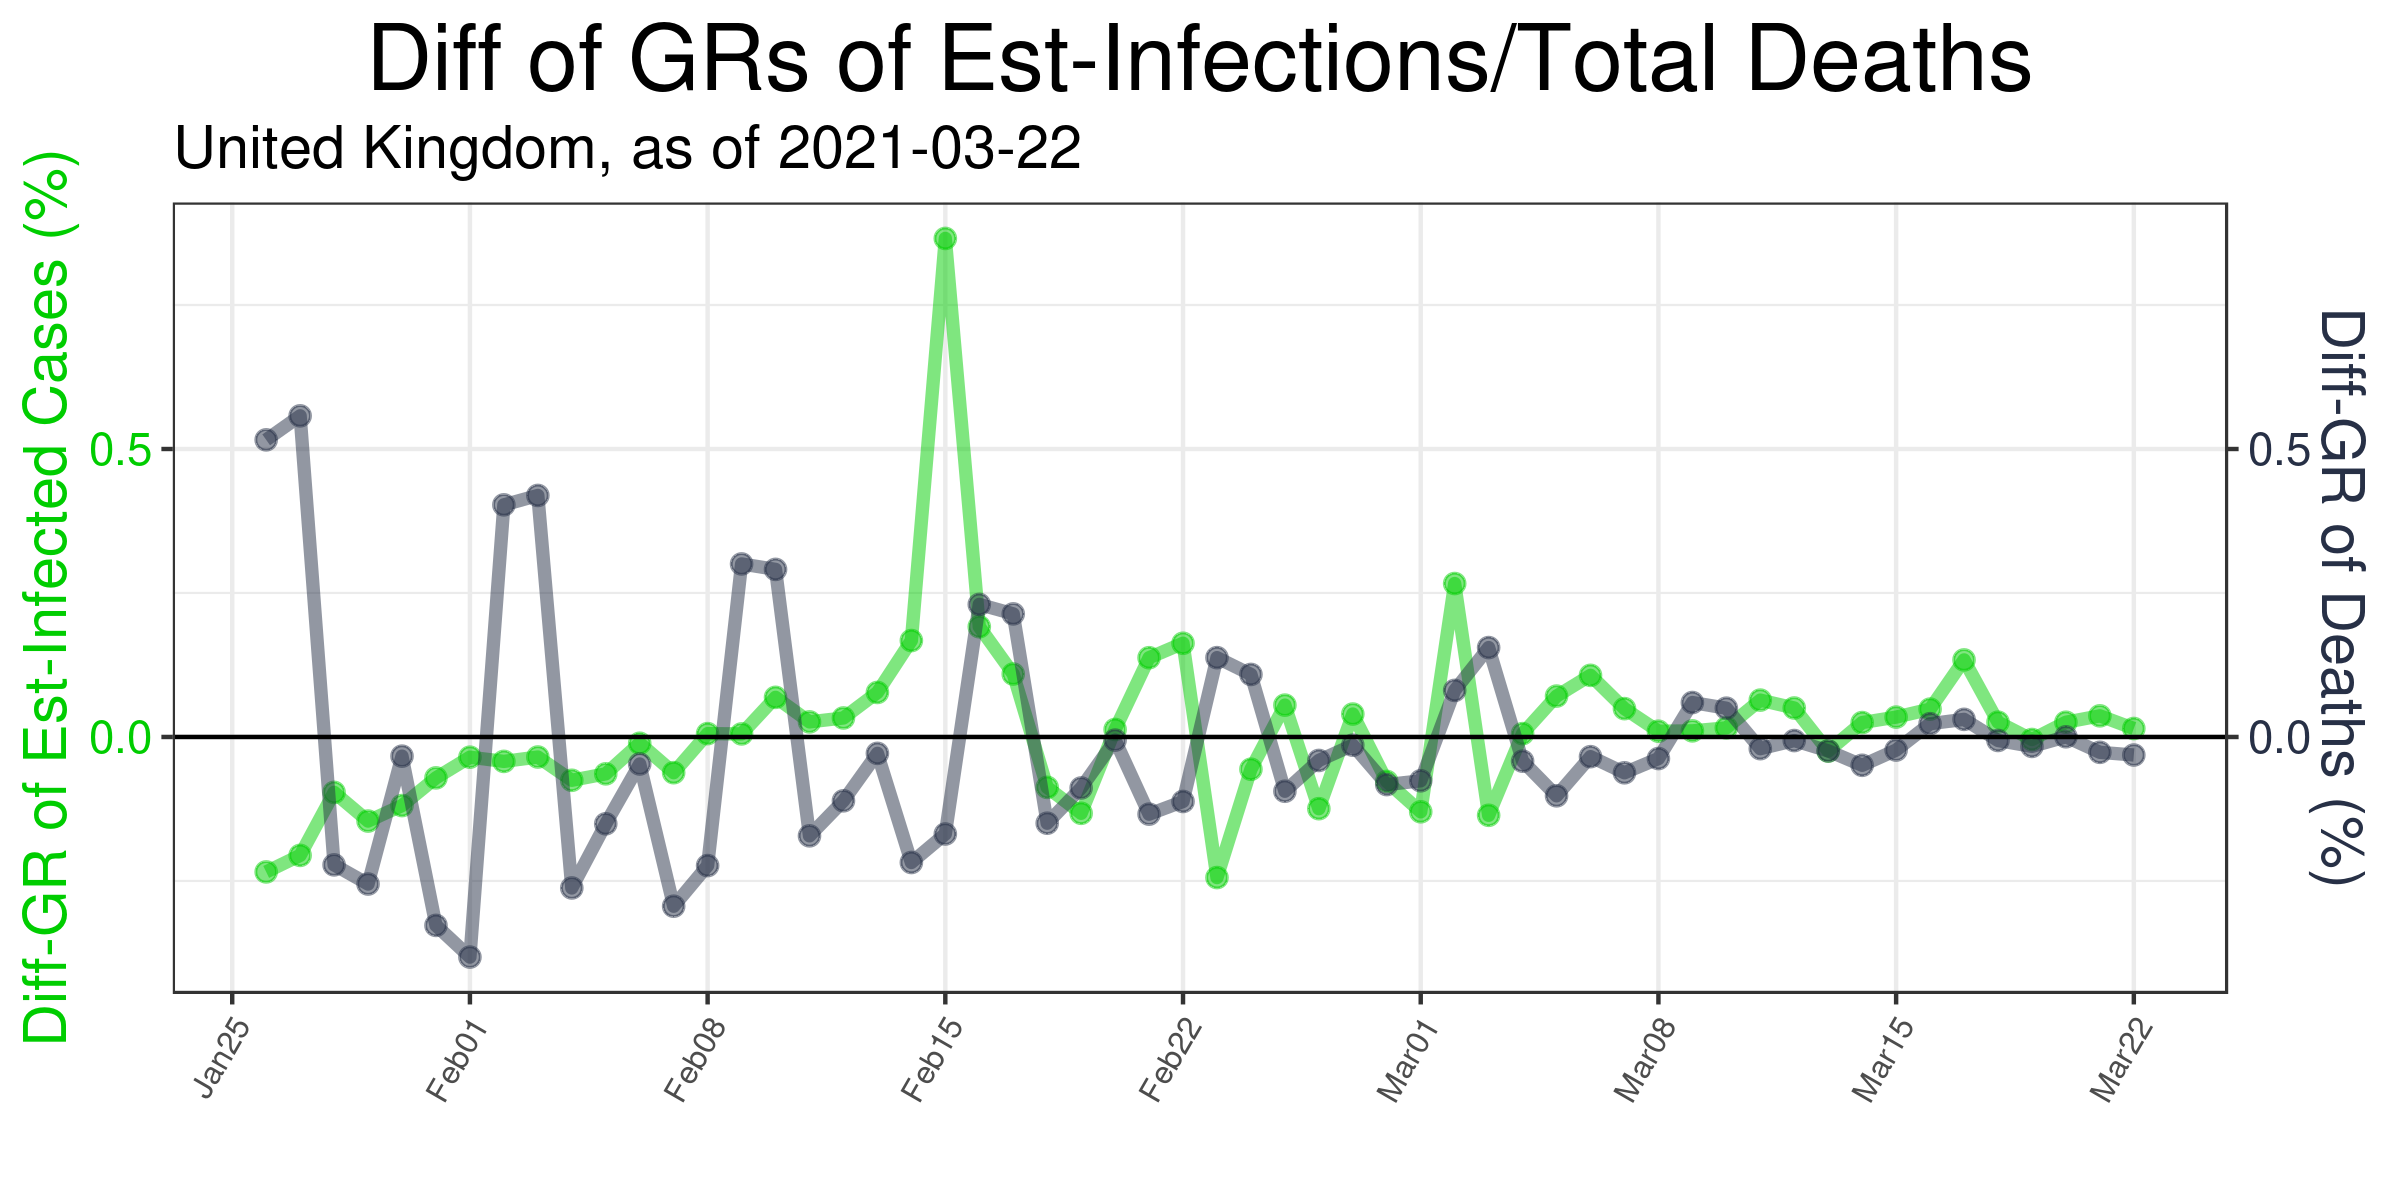 Diff of GRs of Est-Infections/Total Deaths
United Kingdom, as of 2021-03-22
Diff-GR of Est-Infected Cases (%)
0.5
0.0
0.5
0.0
Diff-GR of Deaths (%)
Jan25
Feb01
Feb08
Feb15
Feb22
Mar01
Mar08
Mar15
Mar22